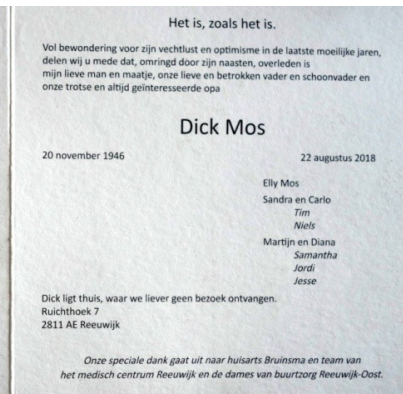 Het is, zoals het is.
Vol bewondering voor zijn vechtlust en optimisme in de laatste moeilijke jaren,
delen wij u mede dat, omringd door zijn naasten, overleden is
mijn lieve man en maatje, onze lieve en betrokken vader en schoonvader en
onze trotse en altijd geïnteresseerde opa
Dick Mos
20 november 1946 22 augustus 2018
Elly Mos
Sandra en Carlo
Tim
Niels
Martijn en Diana
Samantha
Jordi
Jesse
Dick ligt thuis, waar we liever geen bezoek ontvangen.
Ruichthoek 7
2811 AE Reeuwijk
Onze speciale dank gaat uit naar huisarts Bruinsma en team van
het medisch centrum Reeuwijk en de dames van buurtzorg Reeuwijk-Oost.